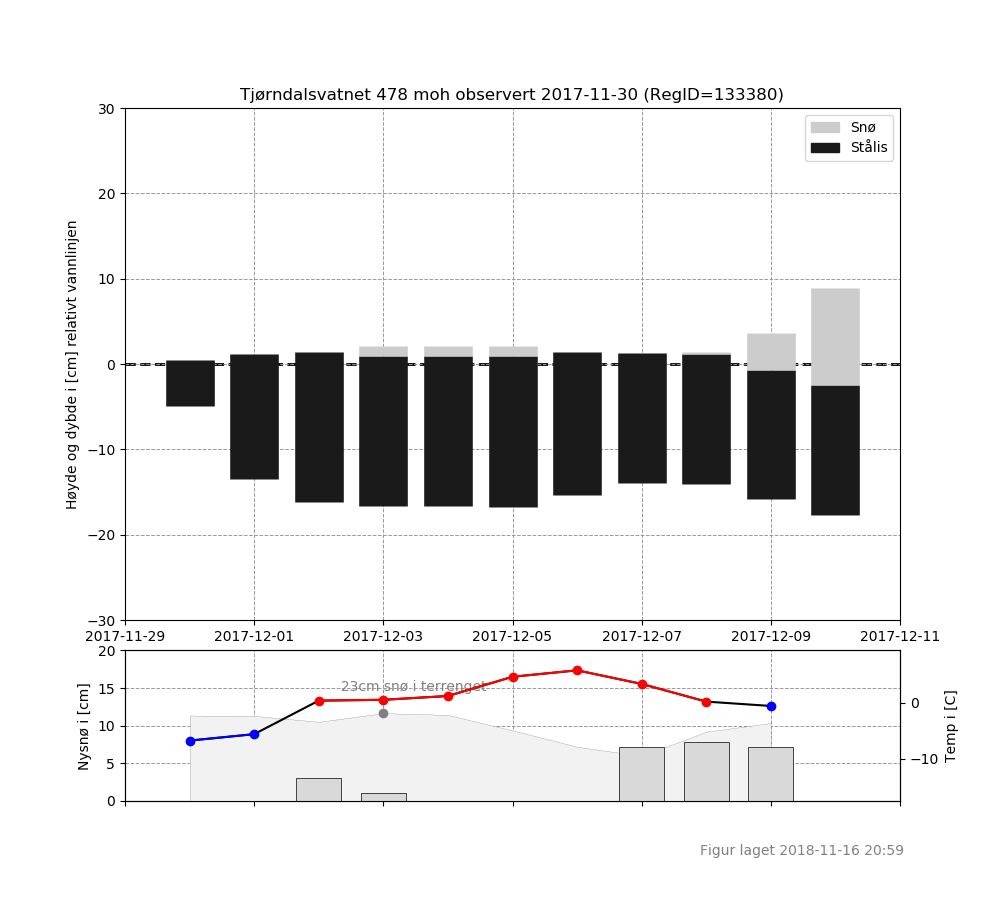 Tjørndalsvatnet 478 moh observert 2017-11-30 (RegID=133380)
Snø
Stålis
Høyde og dybde i [cm] relativt vannlinjen
30
20
10
0
−10
−20
−30
2017-11-29 2017-12-01 2017-12-03 2017-12-05 2017-12-07 2017-12-09 2017-12-11
Nysnø i [cm]
20
15
10
5
0
23cm snø i terrenget
0
−10
Temp i [C]
Figur laget 2018-11-16 20:59